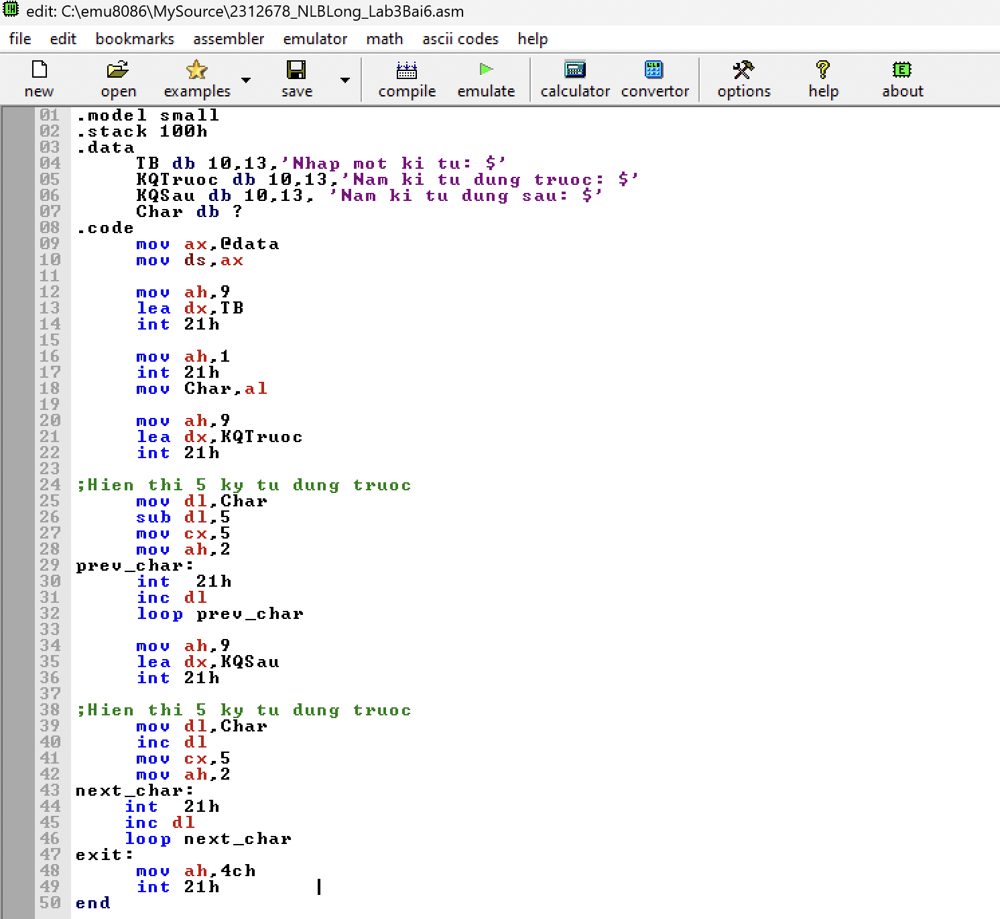 edit: C:\emu8086\MySource\2312678_NLBLong_Lab3Bai6.asm
file edit bookmarks assembler emulator math ascii codes help
new open examples save compile emulate calculator convertor options help about
01 .model small
02 .stack 100h
03 .data
04 TB db 10,13,'Nhap mot ki tu: $'
05 KQTruoc db 10,13,'Nam ki tu dung truoc: $'
06 KQSau db 10,13, 'Nam ki tu dung sau: $'
07 Char db ?
08 .code
09 mov ax,@data
10 mov ds,ax
11
12 mov ah,9
13 lea dx,TB
14 int 21h
15
16 mov ah,1
17 int 21h
18 mov Char,al
19
20 mov ah,9
21 lea dx,KQTruoc
22 int 21h
23
24 ;Hien thi 5 ky tu dung truoc
25 mov dl,Char
26 sub dl,5
27 mov cx,5
28 mov ah,2
29 prev_char:
30 int  21h
31 inc dl
32 loop prev_char
33
34 mov ah,9
35 lea dx,KQSau
36 int 21h
37
38 ;Hien thi 5 ky tu dung truoc
39 mov dl,Char
40 inc dl
41 mov cx,5
42 mov ah,2
43 next_char:
44 int  21h
45 inc dl
46 loop next_char
47 exit:
48 mov ah,4ch
49 int 21h
50 end